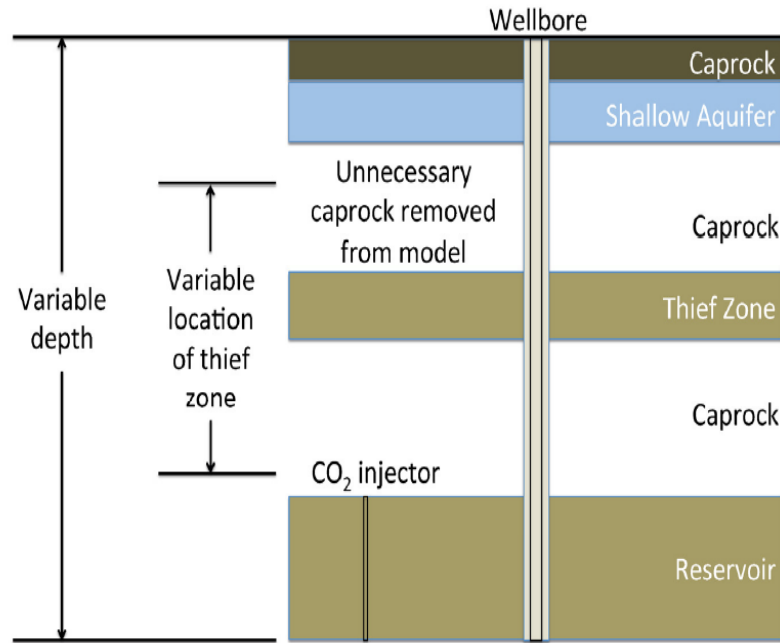 Wellbore
Caprock
Shallow Aquifer
Unnecessary
caprock removed
from model
Caprock
Variable
depth
Variable
location
of thief
zone
Thief Zone
Caprock
CO₂ injector
Reservoir